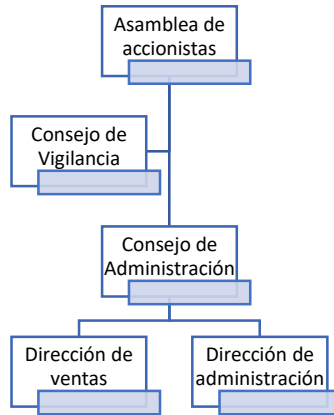 Asamblea de
accionistas
Consejo de
Vigilancia
Consejo de
Administración
Dirección de
ventas
Dirección de
administración